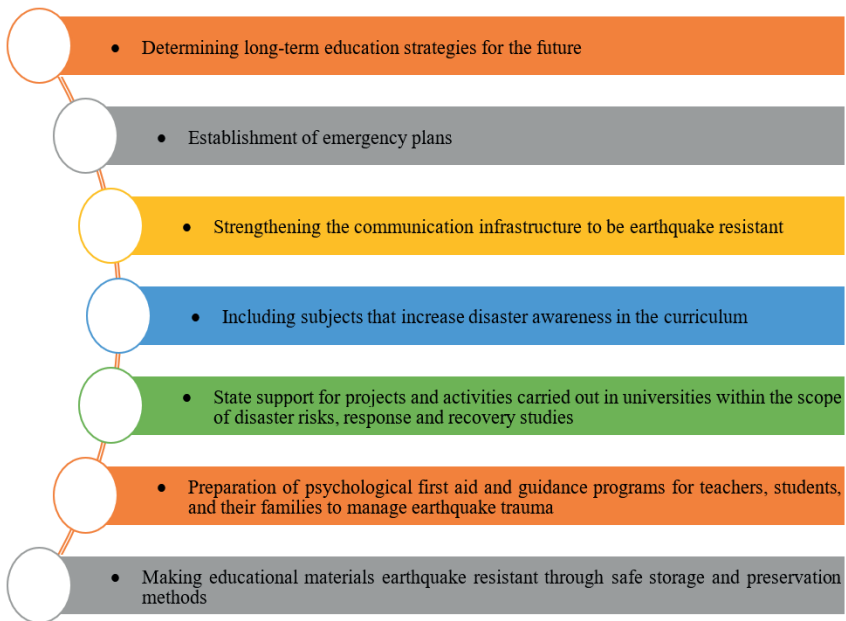 • Determining long-term education strategies for the future
• Establishment of emergency plans
• Strengthening the communication infrastructure to be earthquake resistant
• Including subjects that increase disaster awareness in the curriculum
• State support for projects and activities carried out in universities within the scope
of disaster risks, response and recovery studies
• Preparation of psychological first aid and guidance programs for teachers, students,
and their families to manage earthquake trauma
• Making educational materials earthquake resistant through safe storage and preservation
methods